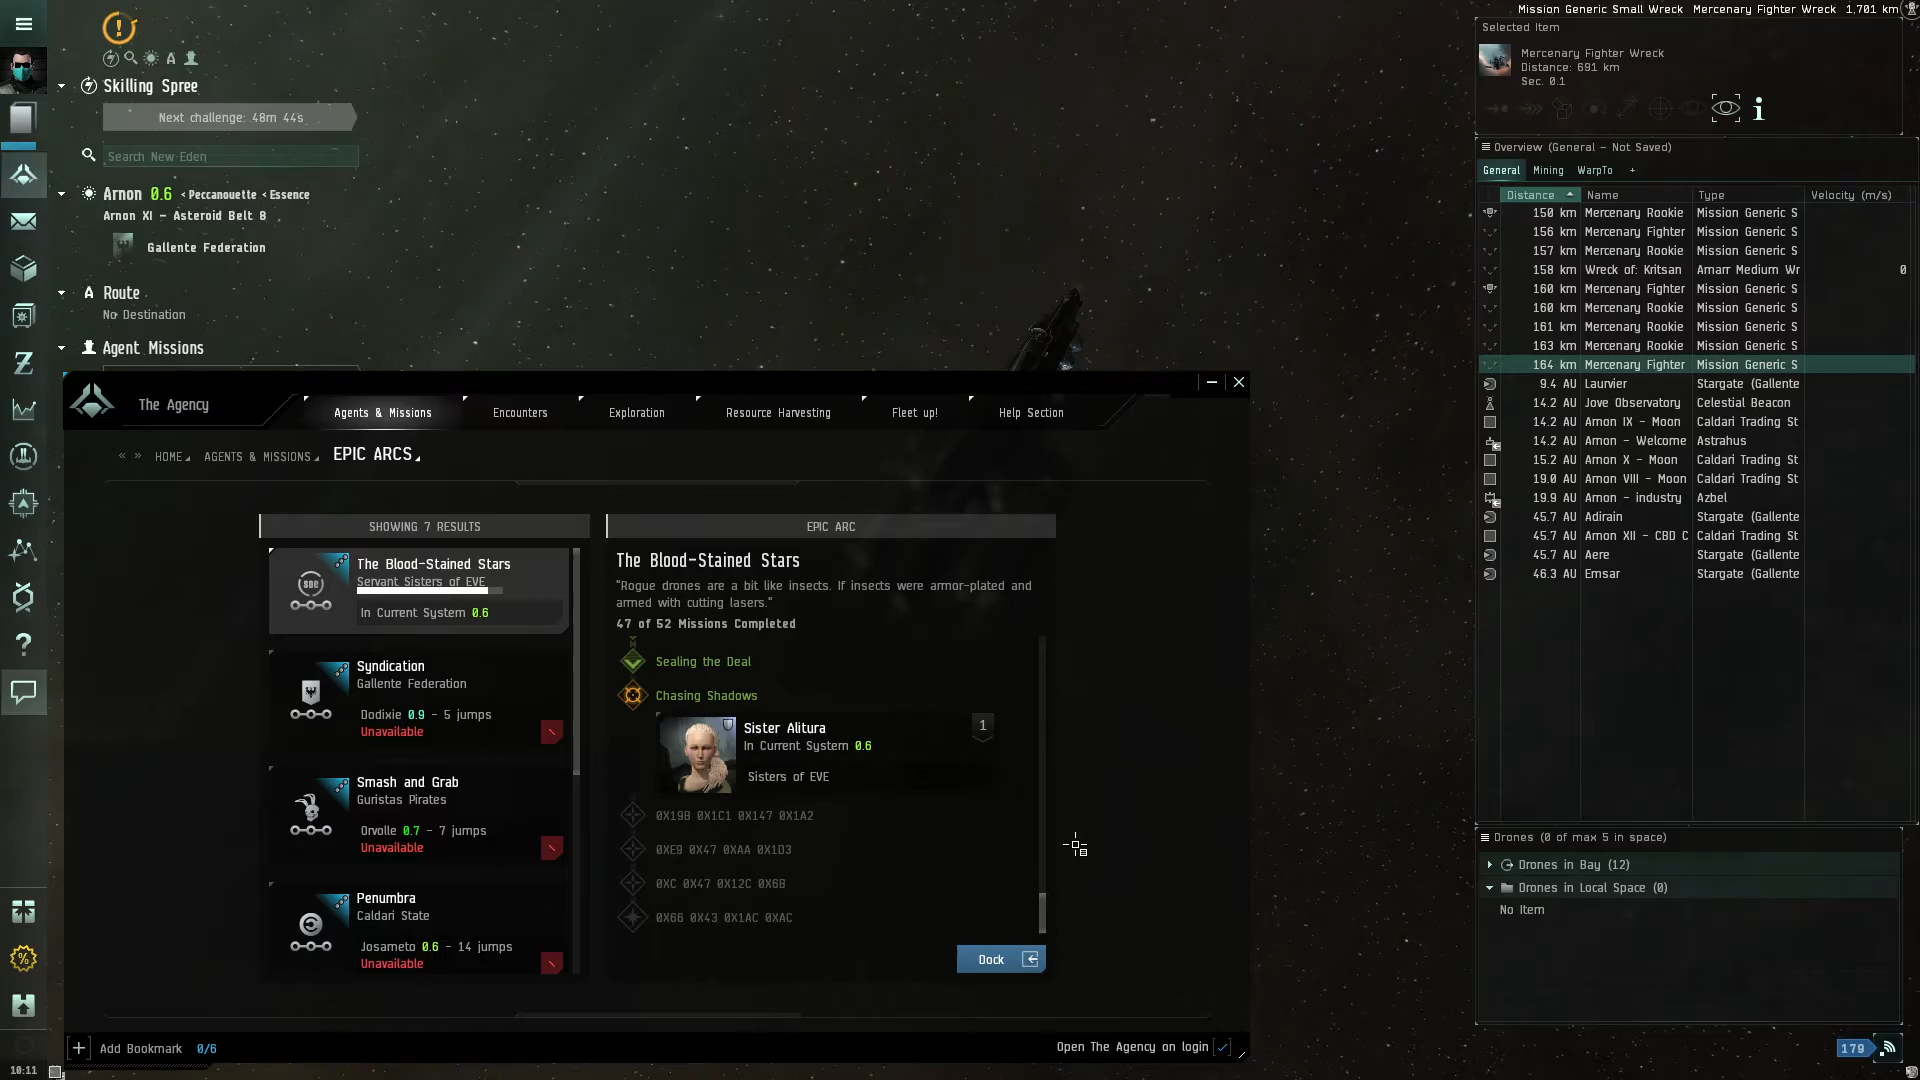 Mission Generic Small Wreck Mercenary Fighter Wreck 1,701 km
Selected Item
Mercenary Fighter Wreck
Distance: 691 km
Sec. 0.1
Skilling Spree
Next challenge: 48m 44s
Search New Eden
Arnon 0.6 < Peccanouette < Essence
Arnon XI - Asteroid Belt 8
Gallente Federation
A Route
No Destination
Agent Missions
Overview (General - Not Saved)
General Mining WarpTo +
Distance Name Type Velocity (m/s)
150 km Mercenary Rookie Mission Generic S
156 km Mercenary Fighter Mission Generic S
157 km Mercenary Rookie Mission Generic S
158 km Wreck of: Kritsan Amarr Medium Wr 0
160 km Mercenary Fighter Mission Generic S
160 km Mercenary Rookie Mission Generic S
161 km Mercenary Rookie Mission Generic S
163 km Mercenary Rookie Mission Generic S
164 km Mercenary Fighter Mission Generic S
9.4 AU Laurvier Stargate (Gallente
14.2 AU Jove Observatory Celestial Beacon
14.2 AU Arnon IX - Moon Caldari Trading St
14.2 AU Arnon - Welcome Astrahus
15.2 AU Arnon X - Moon Caldari Trading St
19.0 AU Arnon VIII - Moon Caldari Trading St
19.9 AU Arnon - industry Azbel
45.7 AU Adirain Stargate (Gallente
45.7 AU Arnon XII - CBD C Caldari Trading St
45.7 AU Aere Stargate (Gallente
46.3 AU Emsar Stargate (Gallente
The Agency
Agents & Missions Encounters Exploration Resource Harvesting Fleet up! Help Section
« » HOME AGENTS & MISSIONS EPIC ARCS
SHOWING 7 RESULTS
The Blood-Stained Stars
Servant Sisters of EVE
In Current System 0.6
Syndication
Gallente Federation
Dodixie 0.9 - 5 jumps
Unavailable
Smash and Grab
Guristas Pirates
Orvolle 0.7 - 7 jumps
Unavailable
Penumbra
Caldari State
Josameto 0.6 - 14 jumps
Unavailable
EPIC ARC
The Blood-Stained Stars
"Rogue drones are a bit like insects. If insects were armor-plated and
armed with cutting lasers."
47 of 52 Missions Completed
Sealing the Deal
Chasing Shadows
Sister Alitura 1
In Current System 0.6
Sisters of EVE
0X19B 0X1C1 0X147 0X1A2
0XE9 0X47 0XAA 0X1D3
0XC 0X47 0X12C 0X6B
0X66 0X43 0X1AC 0XAC
Dock
Drones (0 of max 5 in space)
Drones in Bay (12)
Drones in Local Space (0)
No Item
Add Bookmark 0/6
Open The Agency on login
10:11
179